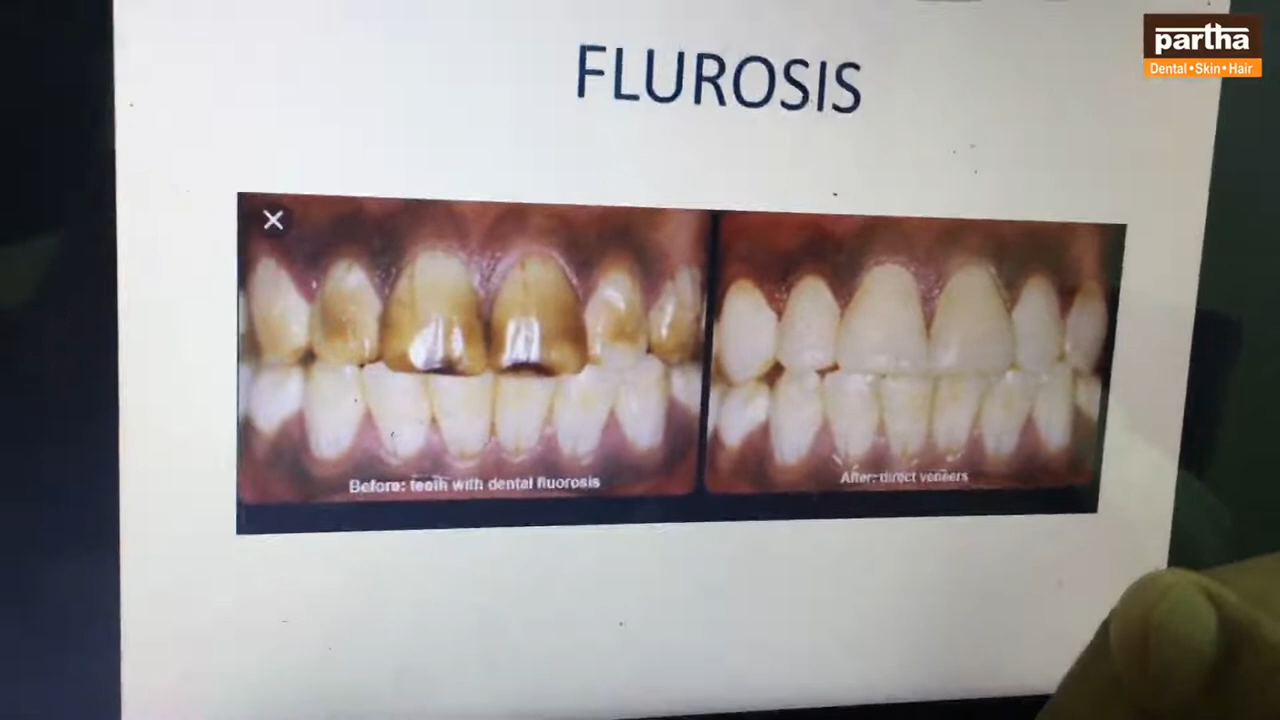 partha
Dental•Skin•Hair
FLUROSIS
Before: teeth with dental fluorosis
After: direct veneers